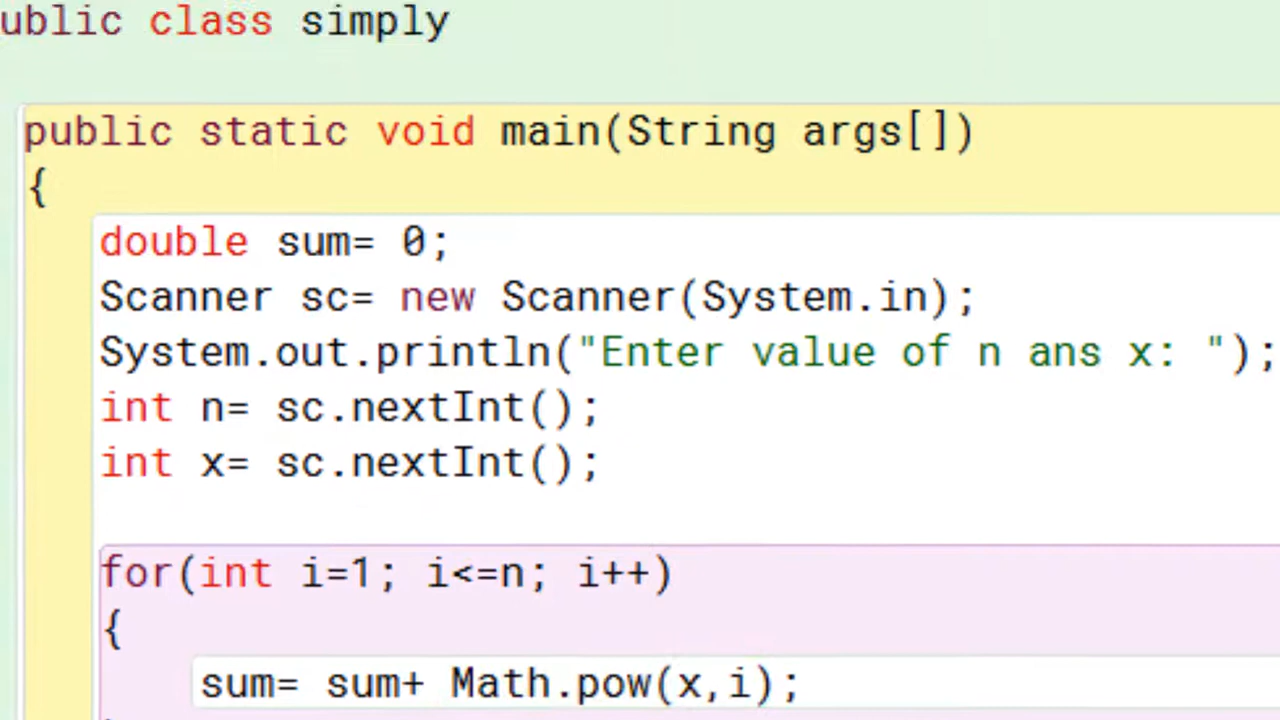 ublic class simply
public static void main(String args[])
{
double sum= 0;
Scanner sc= new Scanner(System.in);
System.out.println("Enter value of n ans x: ");
int n= sc.nextInt();
int x= sc.nextInt();
for(int i=1; i<=n; i++)
{
sum= sum+ Math.pow(x,i);